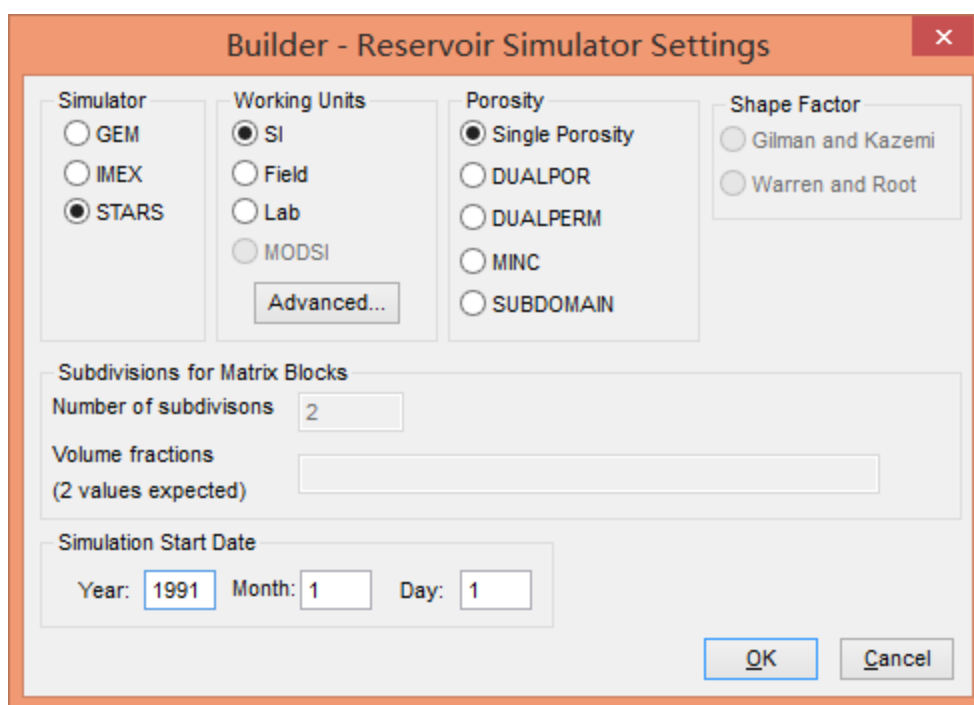 Builder - Reservoir Simulator Settings
Simulator
GEM
IMEX
STARS
Working Units
SI
Field
Lab
MODSI
Advanced...
Porosity
Single Porosity
DUALPOR
DUALPERM
MINC
SUBDOMAIN
Shape Factor
Gilman and Kazemi
Warren and Root
Subdivisions for Matrix Blocks
Number of subdivisons 2
Volume fractions
(2 values expected)
Simulation Start Date
Year: 1991 Month: 1 Day: 1
OK Cancel